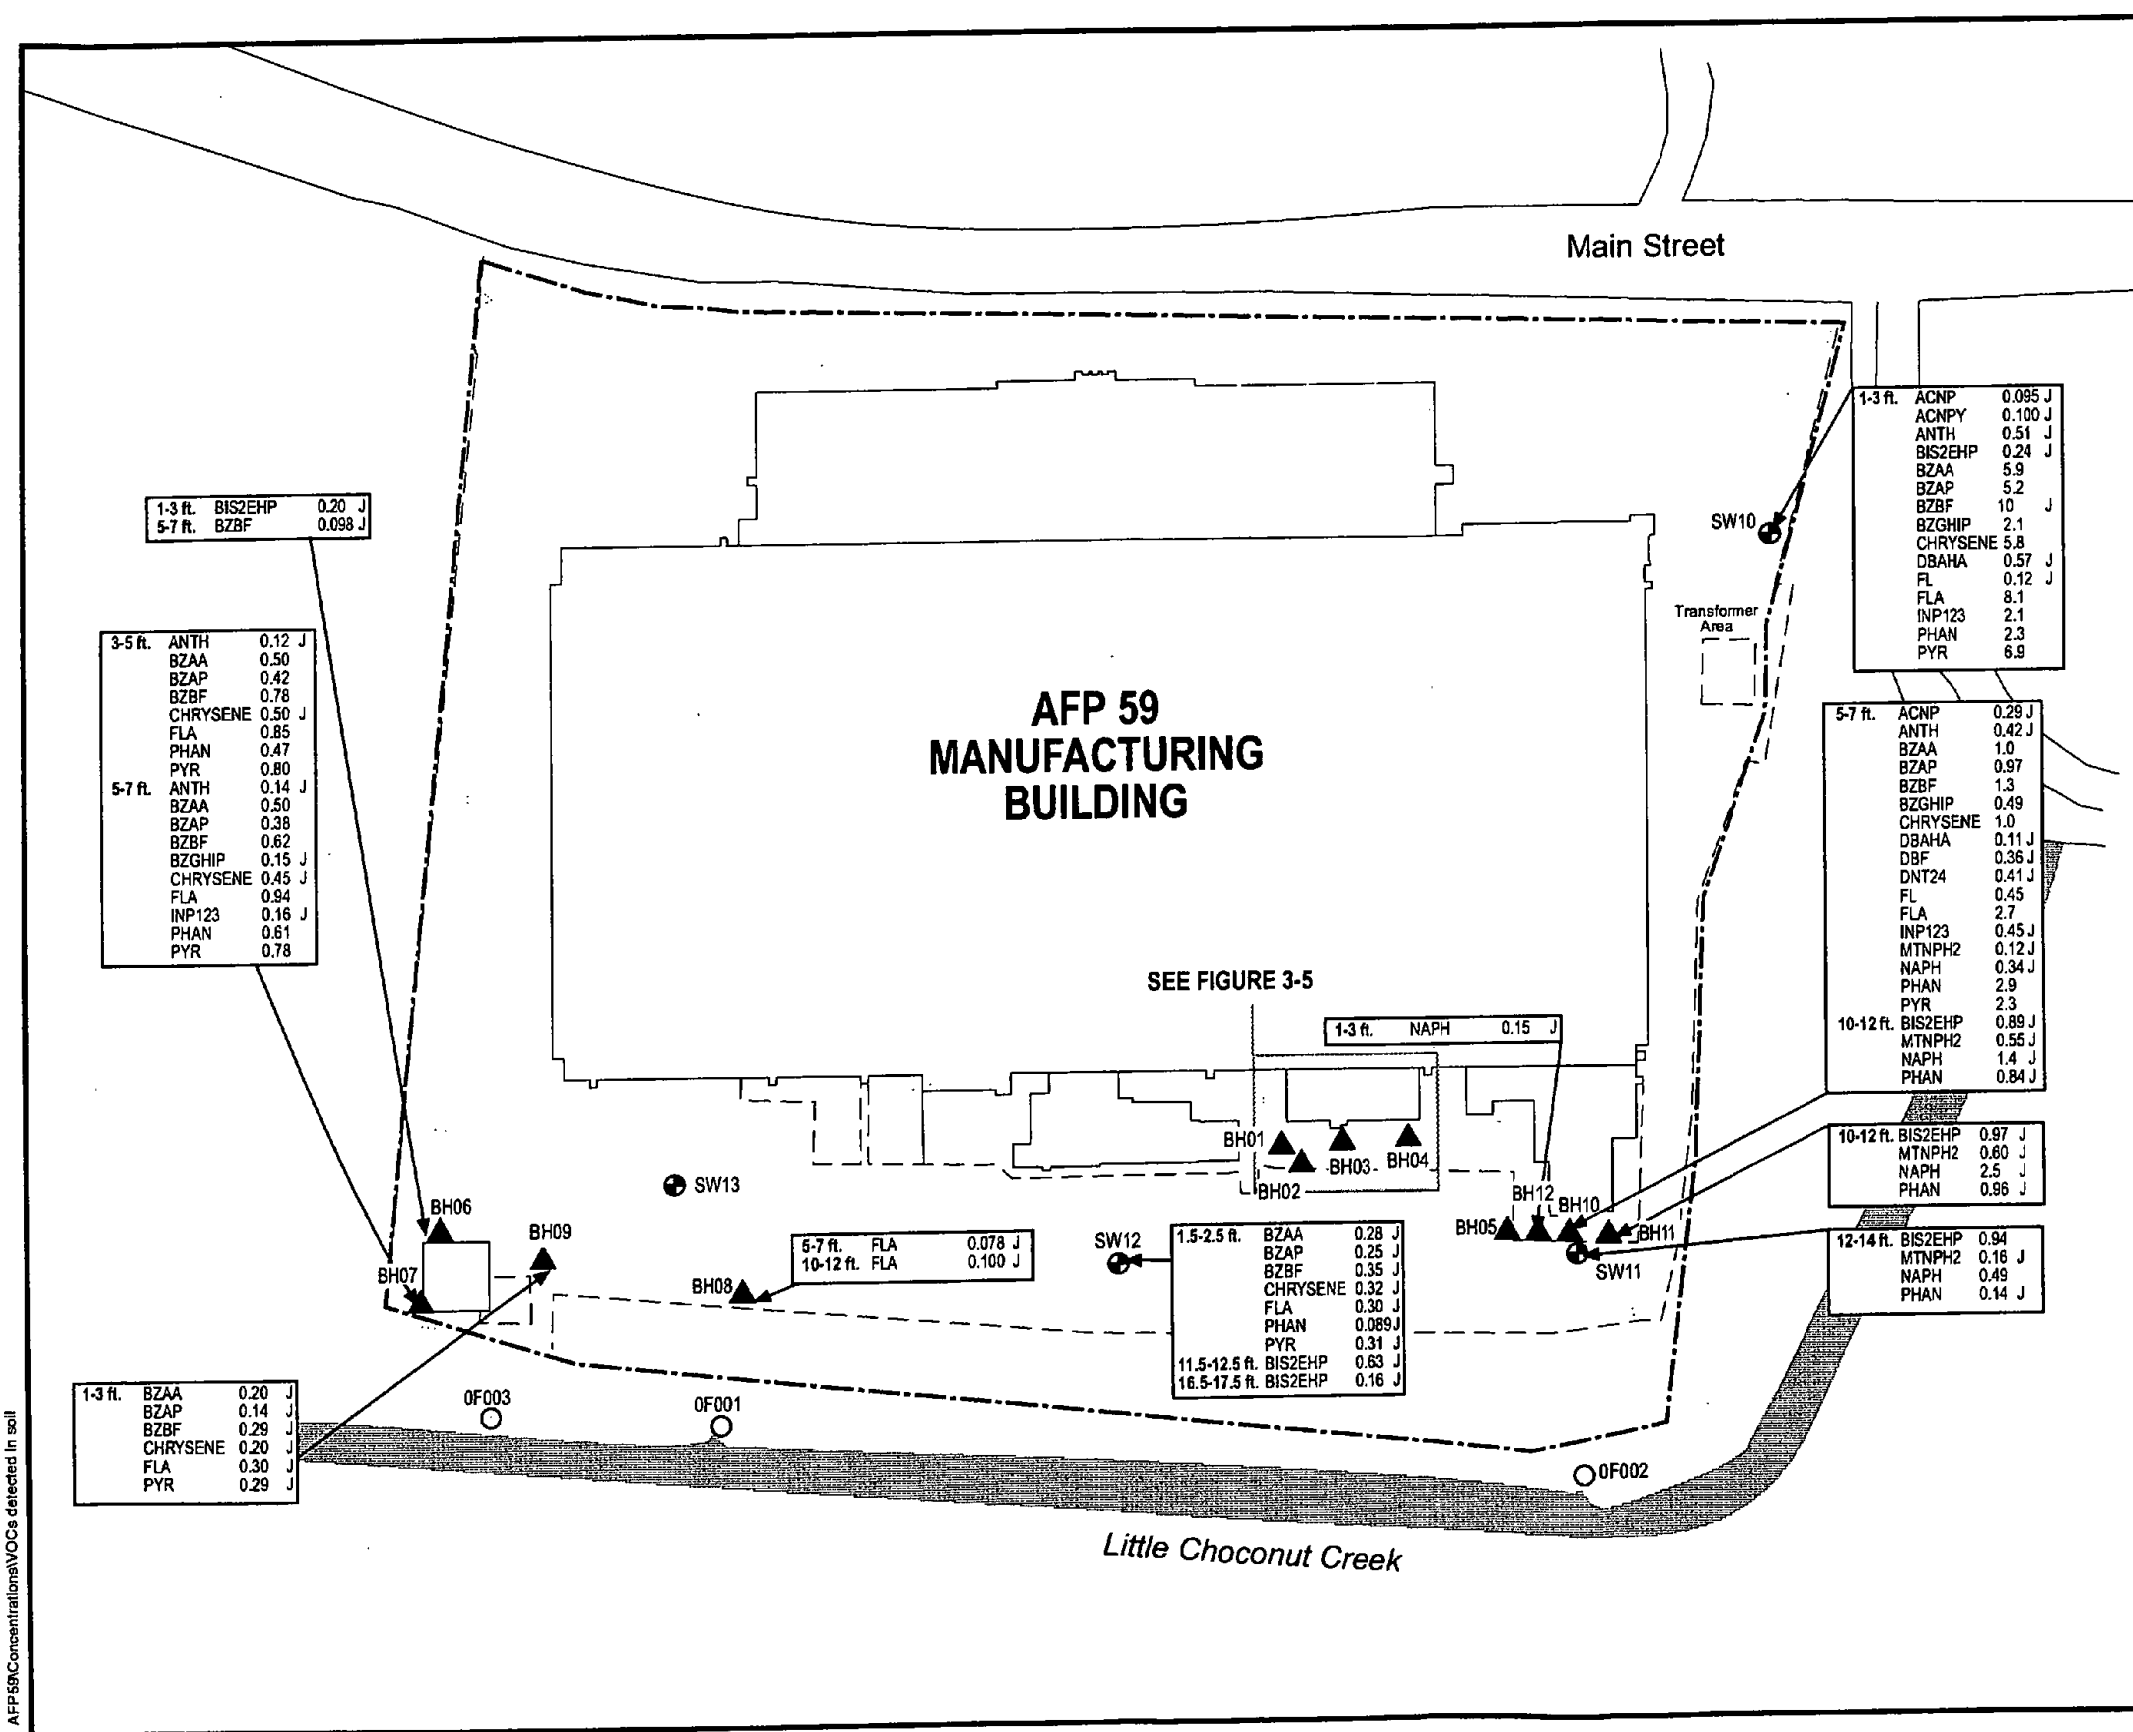 Main Street
1-3 ft. ACNP 0.095 J
ACNPY 0.100 J
ANTH 0.51 J
BIS2EHP 0.24 J
BZAA 5.9
BZAP 5.2
BZBF 10 J
BZGHIP 2.1
CHRYSENE 5.8
DBAHA 0.57 J
FL 0.12 J
FLA 8.1
INP123 2.1
PHAN 2.3
PYR 6.9
SW10
Transformer
Area
1-3 ft. BIS2EHP 0.20 J
5-7 ft. BZBF 0.098 J
3-5 ft. ANTH 0.12 J
BZAA 0.50
BZAP 0.42
BZBF 0.78
CHRYSENE 0.50 J
FLA 0.85
PHAN 0.47
PYR 0.80
5-7 ft. ANTH 0.14 J
BZAA 0.50
BZAP 0.38
BZBF 0.62
BZGHIP 0.15 J
CHRYSENE 0.45 J
FLA 0.94
INP123 0.16 J
PHAN 0.61
PYR 0.78
AFP 59
MANUFACTURING
BUILDING
5-7 ft. ACNP 0.29 J
ANTH 0.42 J
BZAA 1.0
BZAP 0.97
BZBF 1.3
BZGHIP 0.49
CHRYSENE 1.0
DBAHA 0.11 J
DBF 0.36 J
DNT24 0.41 J
FL 0.45
FLA 2.7
INP123 0.45 J
MTNPH2 0.12 J
NAPH 0.34 J
PHAN 2.9
PYR 2.3
10-12 ft. BIS2EHP 0.89 J
MTNPH2 0.55 J
NAPH 1.4 J
PHAN 0.84 J
SEE FIGURE 3-5
1-3 ft. NAPH 0.15 J
BH01
BH02
BH03
BH04
10-12 ft. BIS2EHP 0.97 J
MTNPH2 0.60 J
NAPH 2.5 J
PHAN 0.96 J
SW13
BH12
BH10
BH05
BH11
SW11
BH06
BH09
BH07
BH08
5-7 ft. FLA 0.078 J
10-12 ft. FLA 0.100 J
SW12
1.5-2.5 ft. BZAA 0.28 J
BZAP 0.25 J
BZBF 0.35 J
CHRYSENE 0.32 J
FLA 0.30 J
PHAN 0.089 J
PYR 0.31 J
11.5-12.5 ft. BIS2EHP 0.63 J
16.5-17.5 ft. BIS2EHP 0.16 J
12-14 ft. BIS2EHP 0.94
MTNPH2 0.16 J
NAPH 0.49
PHAN 0.14 J
1-3 ft. BZAA 0.20 J
BZAP 0.14 J
BZBF 0.29 J
CHRYSENE 0.20 J
FLA 0.30 J
PYR 0.29 J
0F003
0F001
0F002
Little Choconut Creek
AFP59\Concentrations\VOCs detected in soil